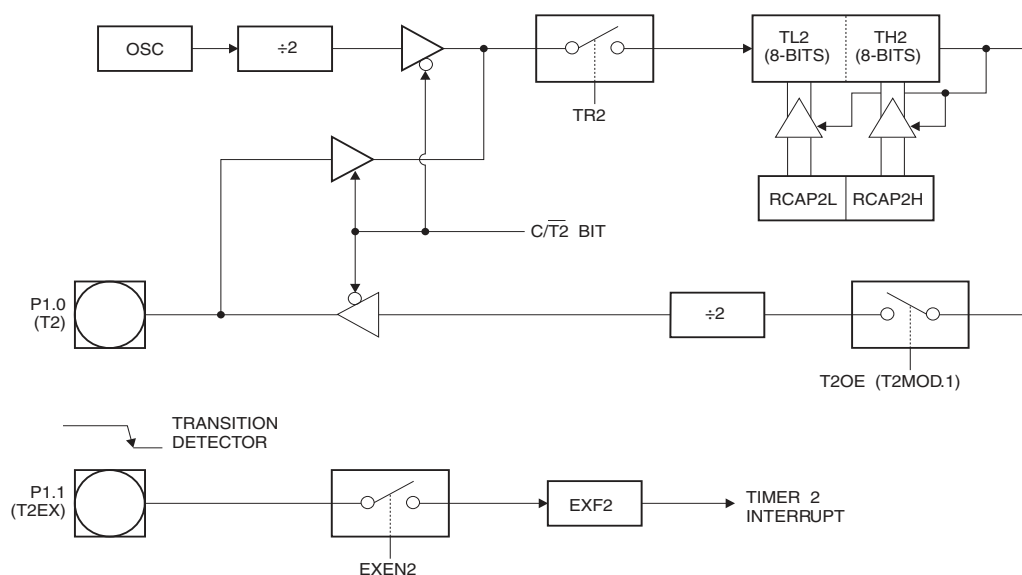 OSC
÷2
TR2
TL2
(8-BITS)
TH2
(8-BITS)
RCAP2L
RCAP2H
C/T̅2̅ BIT
P1.0
(T2)
÷2
T2OE (T2MOD.1)
TRANSITION
DETECTOR
P1.1
(T2EX)
EXEN2
EXF2
TIMER 2
INTERRUPT